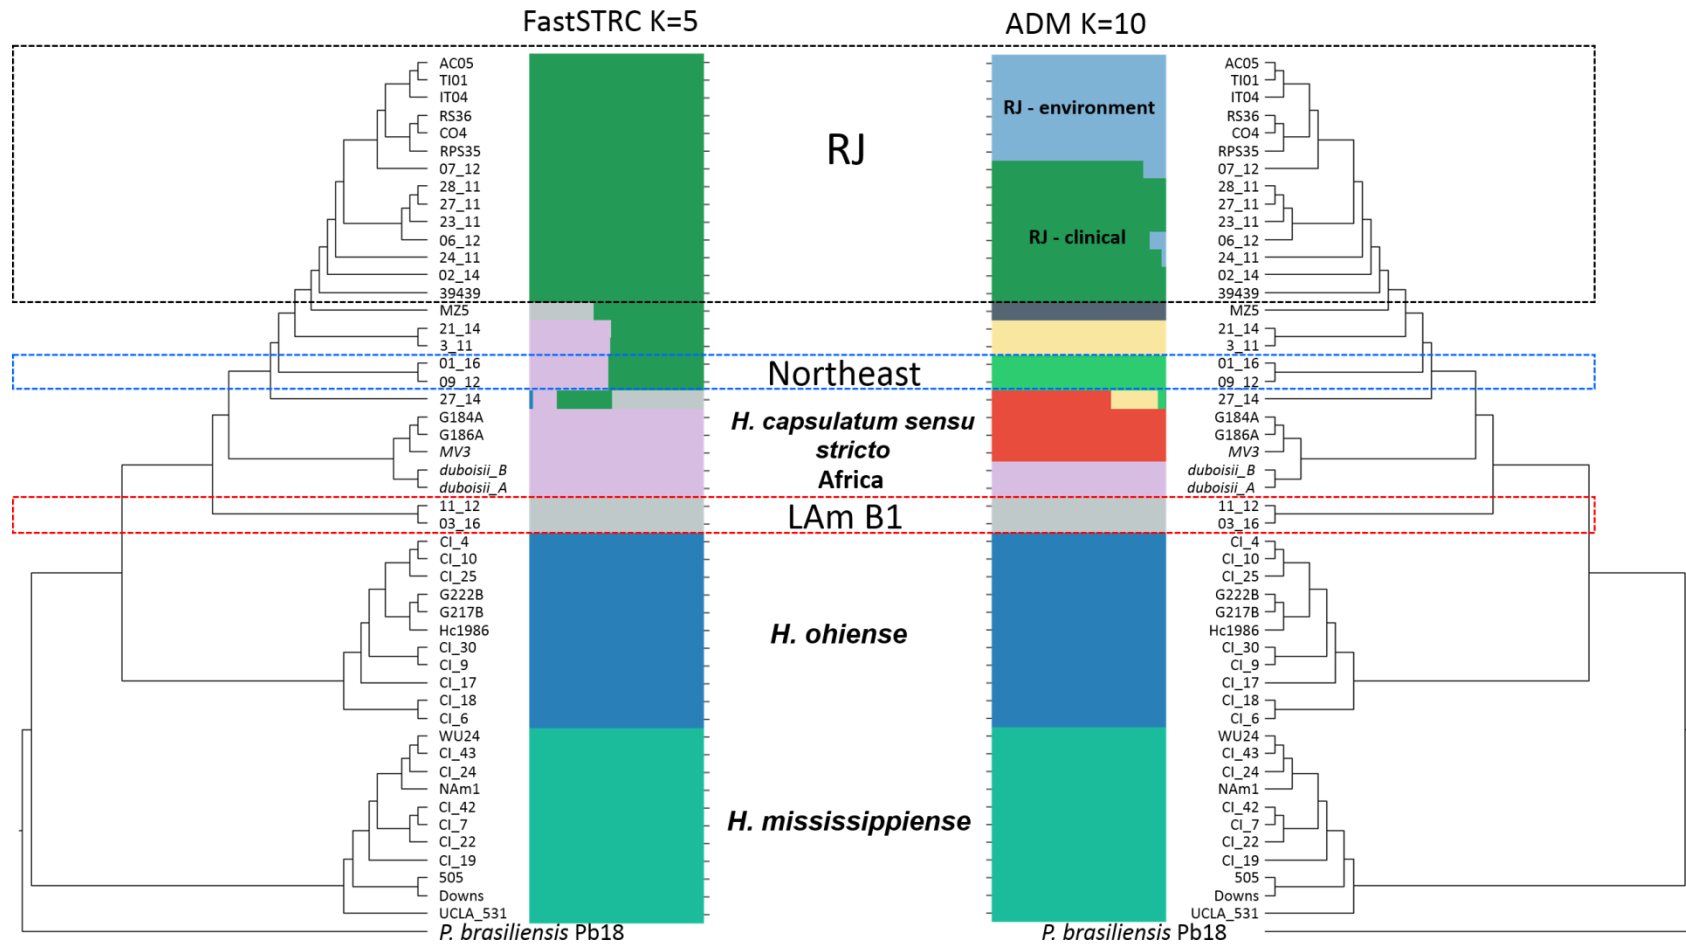 FastSTRC K=5
ADM K=10
AC05
TI01
IT04
RS36
CO4
RPS35
07_12
28_11
27_11
23_11
06_12
24_11
02_14
39439
MZ5
21_14
3_11
01_16
09_12
27_14
G184A
G186A
MV3
duboisii_B
duboisii_A
11_12
03_16
CI_4
CI_10
CI_25
G222B
G217B
Hc1986
CI_30
CI_9
CI_17
CI_18
CI_6
WU24
CI_43
CI_24
NAm1
CI_42
CI_7
CI_22
CI_19
505
Downs
UCLA_531
P. brasiliensis Pb18
RJ
Northeast
H. capsulatum sensu
stricto
Africa
LAm B1
H. ohiense
H. mississippiense
RJ - environment
RJ - clinical
AC05
TI01
IT04
RS36
CO4
RPS35
07_12
28_11
27_11
23_11
06_12
24_11
02_14
39439
MZ5
21_14
3_11
01_16
09_12
27_14
G184A
G186A
MV3
duboisii_B
duboisii_A
11_12
03_16
CI_4
CI_10
CI_25
G222B
G217B
Hc1986
CI_30
CI_9
CI_17
CI_18
CI_6
WU24
CI_43
CI_24
NAm1
CI_42
CI_7
CI_22
CI_19
505
Downs
UCLA_531
P. brasiliensis Pb18